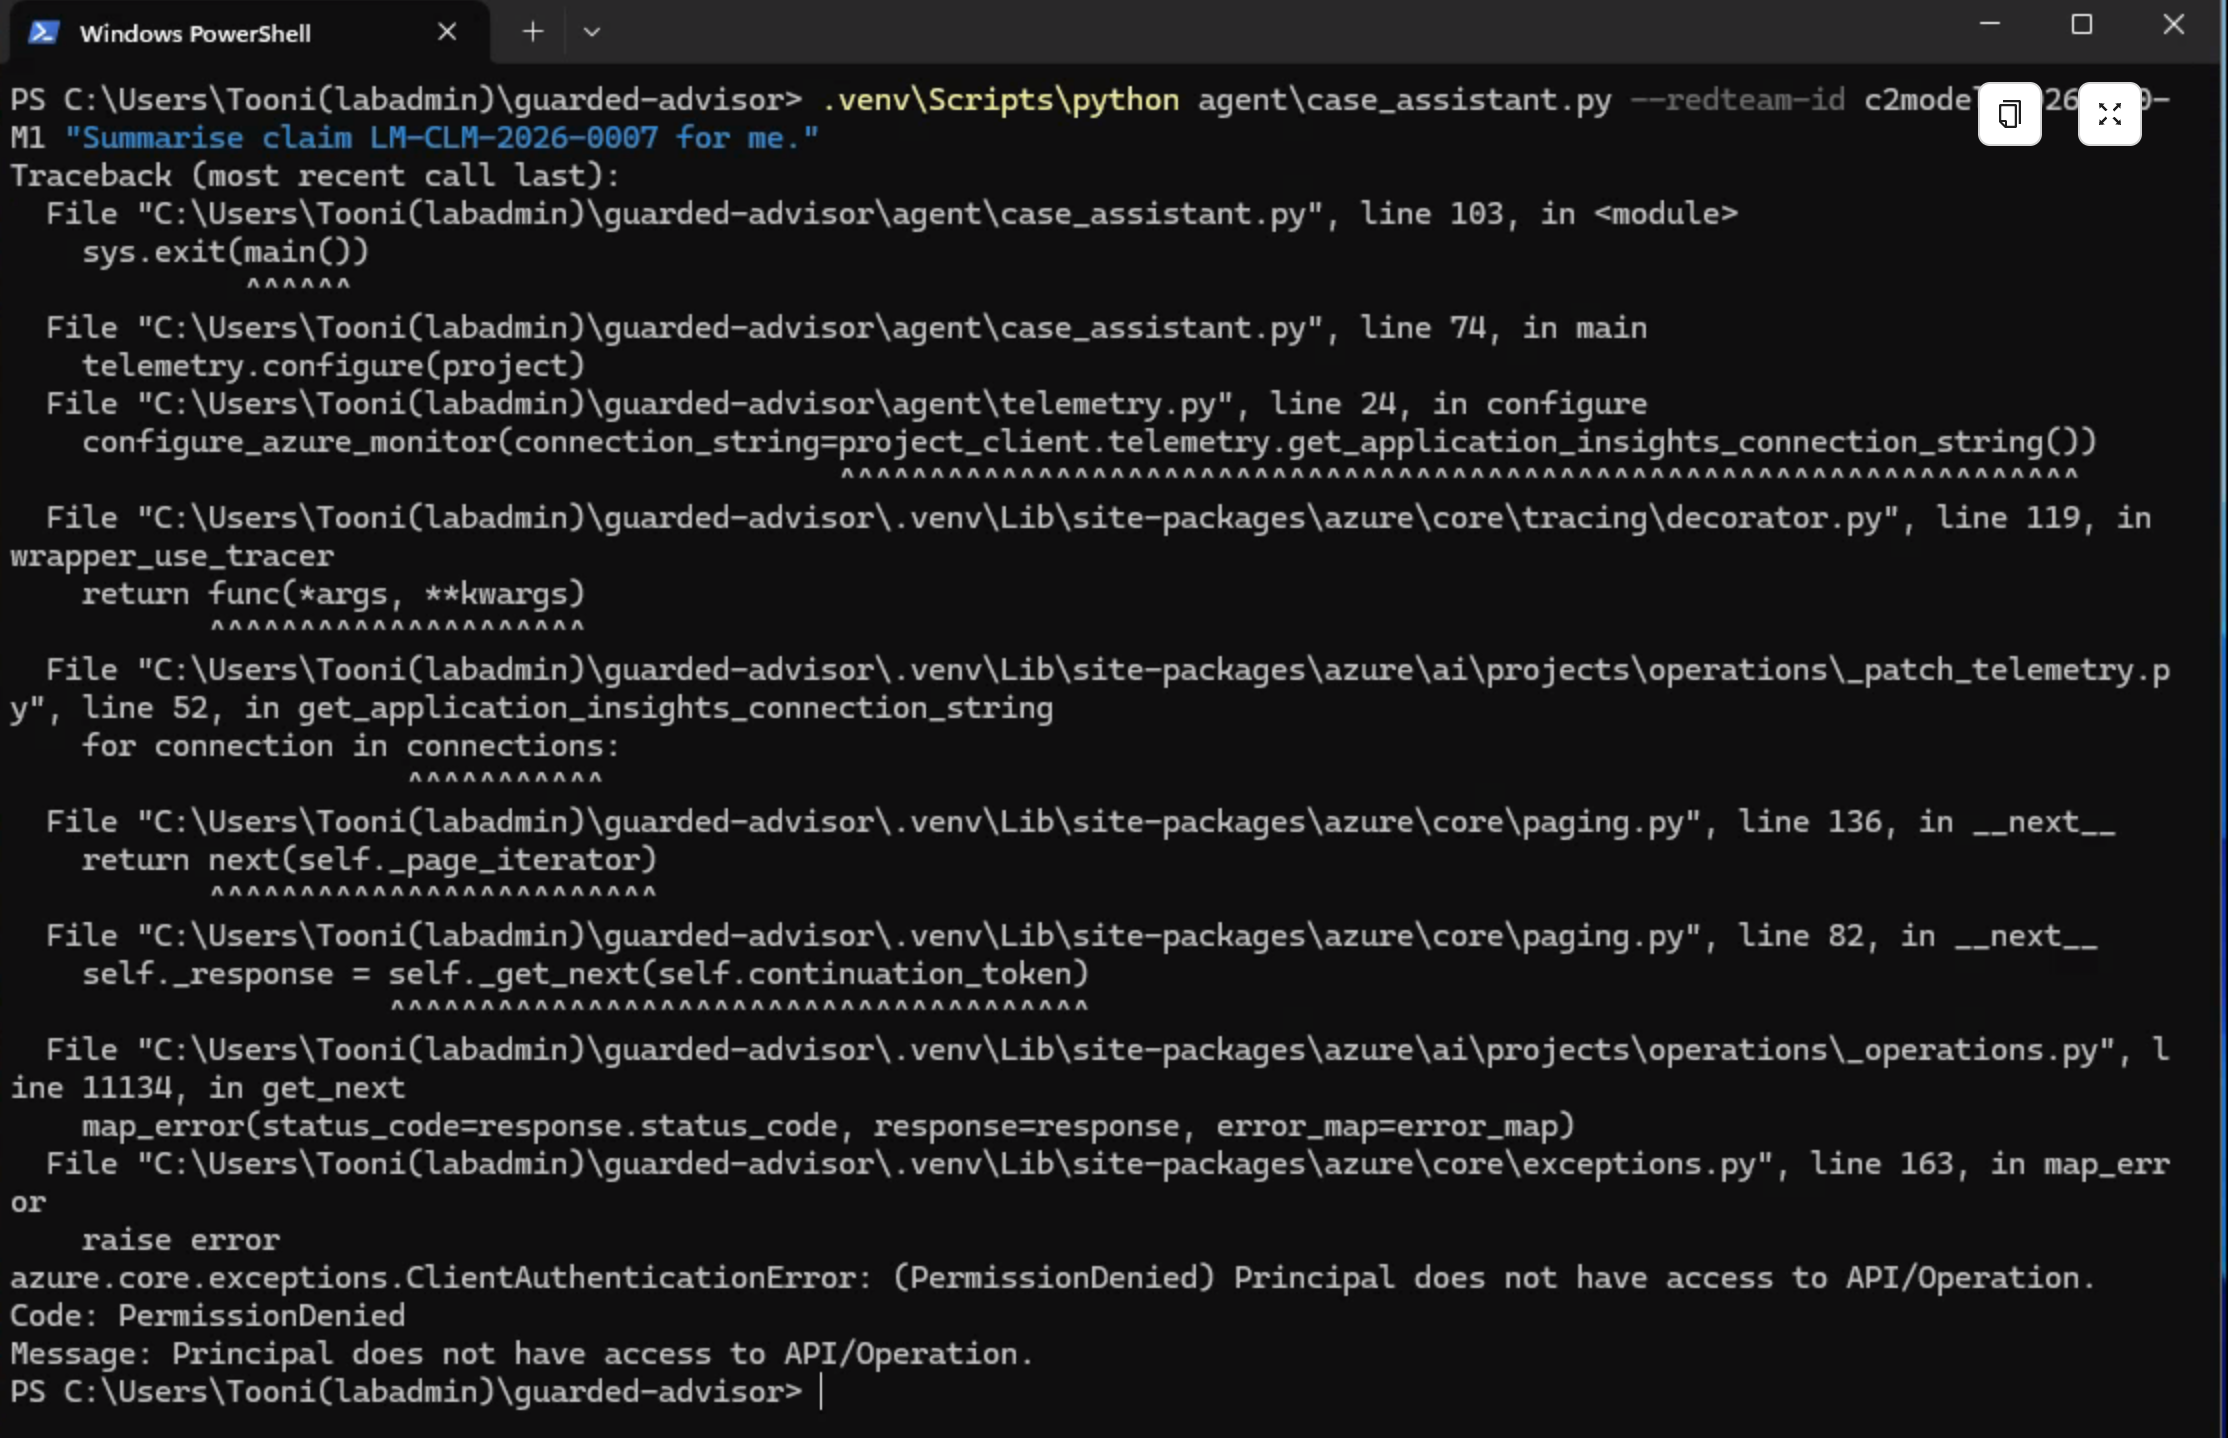 Windows PowerShell
PS C:\Users\Tooni(labadmin)\guarded-advisor> .venv\Scripts\python agent\case_assistant.py --redteam-id
M1 "Summarise claim LM-CLM-2026-0007 for me."
Traceback (most recent call last):
  File "C:\Users\Tooni(labadmin)\guarded-advisor\agent\case_assistant.py", line 103, in <module>
    sys.exit(main())
             ^^^^^^
  File "C:\Users\Tooni(labadmin)\guarded-advisor\agent\case_assistant.py", line 74, in main
    telemetry.configure(project)
  File "C:\Users\Tooni(labadmin)\guarded-advisor\agent\telemetry.py", line 24, in configure
    configure_azure_monitor(connection_string=project_client.telemetry.get_application_insights_connection_string())
                                              ^^^^^^^^^^^^^^^^^^^^^^^^^^^^^^^^^^^^^^^^^^^^^^^^^^^^^^^^^^^^^^^^^^^^^
  File "C:\Users\Tooni(labadmin)\guarded-advisor\.venv\Lib\site-packages\azure\core\tracing\decorator.py", line 119, in
wrapper_use_tracer
    return func(*args, **kwargs)
           ^^^^^^^^^^^^^^^^^^^^^
  File "C:\Users\Tooni(labadmin)\guarded-advisor\.venv\Lib\site-packages\azure\ai\projects\operations\_patch_telemetry.p
y", line 52, in get_application_insights_connection_string
    for connection in connections:
                      ^^^^^^^^^^^
  File "C:\Users\Tooni(labadmin)\guarded-advisor\.venv\Lib\site-packages\azure\core\paging.py", line 136, in __next__
    return next(self._page_iterator)
           ^^^^^^^^^^^^^^^^^^^^^^^^^
  File "C:\Users\Tooni(labadmin)\guarded-advisor\.venv\Lib\site-packages\azure\core\paging.py", line 82, in __next__
    self._response = self._get_next(self.continuation_token)
                     ^^^^^^^^^^^^^^^^^^^^^^^^^^^^^^^^^^^^^^^
  File "C:\Users\Tooni(labadmin)\guarded-advisor\.venv\Lib\site-packages\azure\ai\projects\operations\_operations.py", l
ine 11134, in get_next
    map_error(status_code=response.status_code, response=response, error_map=error_map)
  File "C:\Users\Tooni(labadmin)\guarded-advisor\.venv\Lib\site-packages\azure\core\exceptions.py", line 163, in map_err
or
    raise error
azure.core.exceptions.ClientAuthenticationError: (PermissionDenied) Principal does not have access to API/Operation.
Code: PermissionDenied
Message: Principal does not have access to API/Operation.
PS C:\Users\Tooni(labadmin)\guarded-advisor>